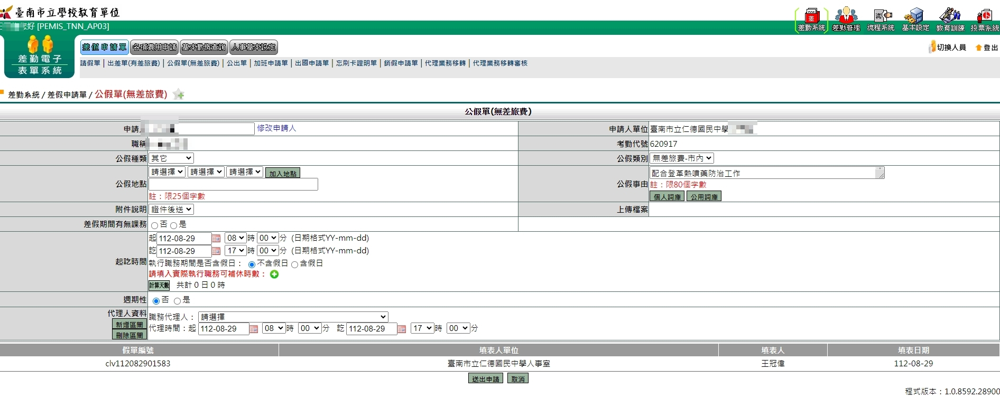 臺南市立學校教育單位
您好 [PEMIS_TNN_AP03]
差勤系統 差勤管理 流程系統 基本設定 教育訓練 投票系統
差勤電子
表單系統
差假申請單 各項費用申請 基本勤惰查詢 人事基本設定
切換人員 登出
請假單 | 出差單(有差旅費) | 公假單(無差旅費) | 公出單 | 加班申請單 | 出國申請單 | 忘刷卡證明單 | 銷假申請單 | 代理業務移轉 | 代理業務移轉審核
差勤系統 / 差假申請單 / 公假單(無差旅費)
公假單(無差旅費)
申請 修改申請人 申請人單位 臺南市立仁德國民中學
職稱 考勤代號 620917
公假種類 其它 公假類別 無差旅費-市內
公假地點 請選擇 請選擇 請選擇 加入地點
註：限25個字數
公假事由 配合登革熱噴藥防治工作
註：限80個字數
個人詞庫 公用詞庫
附件說明 證件後送 上傳檔案
差假期間有無課務 否 是
起訖時間
起 112-08-29 08 時 00 分 (日期格式YY-mm-dd)
訖 112-08-29 17 時 00 分 (日期格式YY-mm-dd)
執行職務期間是否含假日： 不含假日 含假日
請填入實際執行職務可補休時數：
計算天數 共計 0 日 0 時
週期性 否 是
代理人資料
新增區間
刪除區間
職務代理人： 請選擇
代理時間：起 112-08-29 08 時 00 分 訖 112-08-29 17 時 00 分
假單編號 填表人單位 填表人 填表日期
clv112082901583 臺南市立仁德國民中學人事室 王冠偉 112-08-29
送出申請 取消
程式版本：1.0.8592.28900